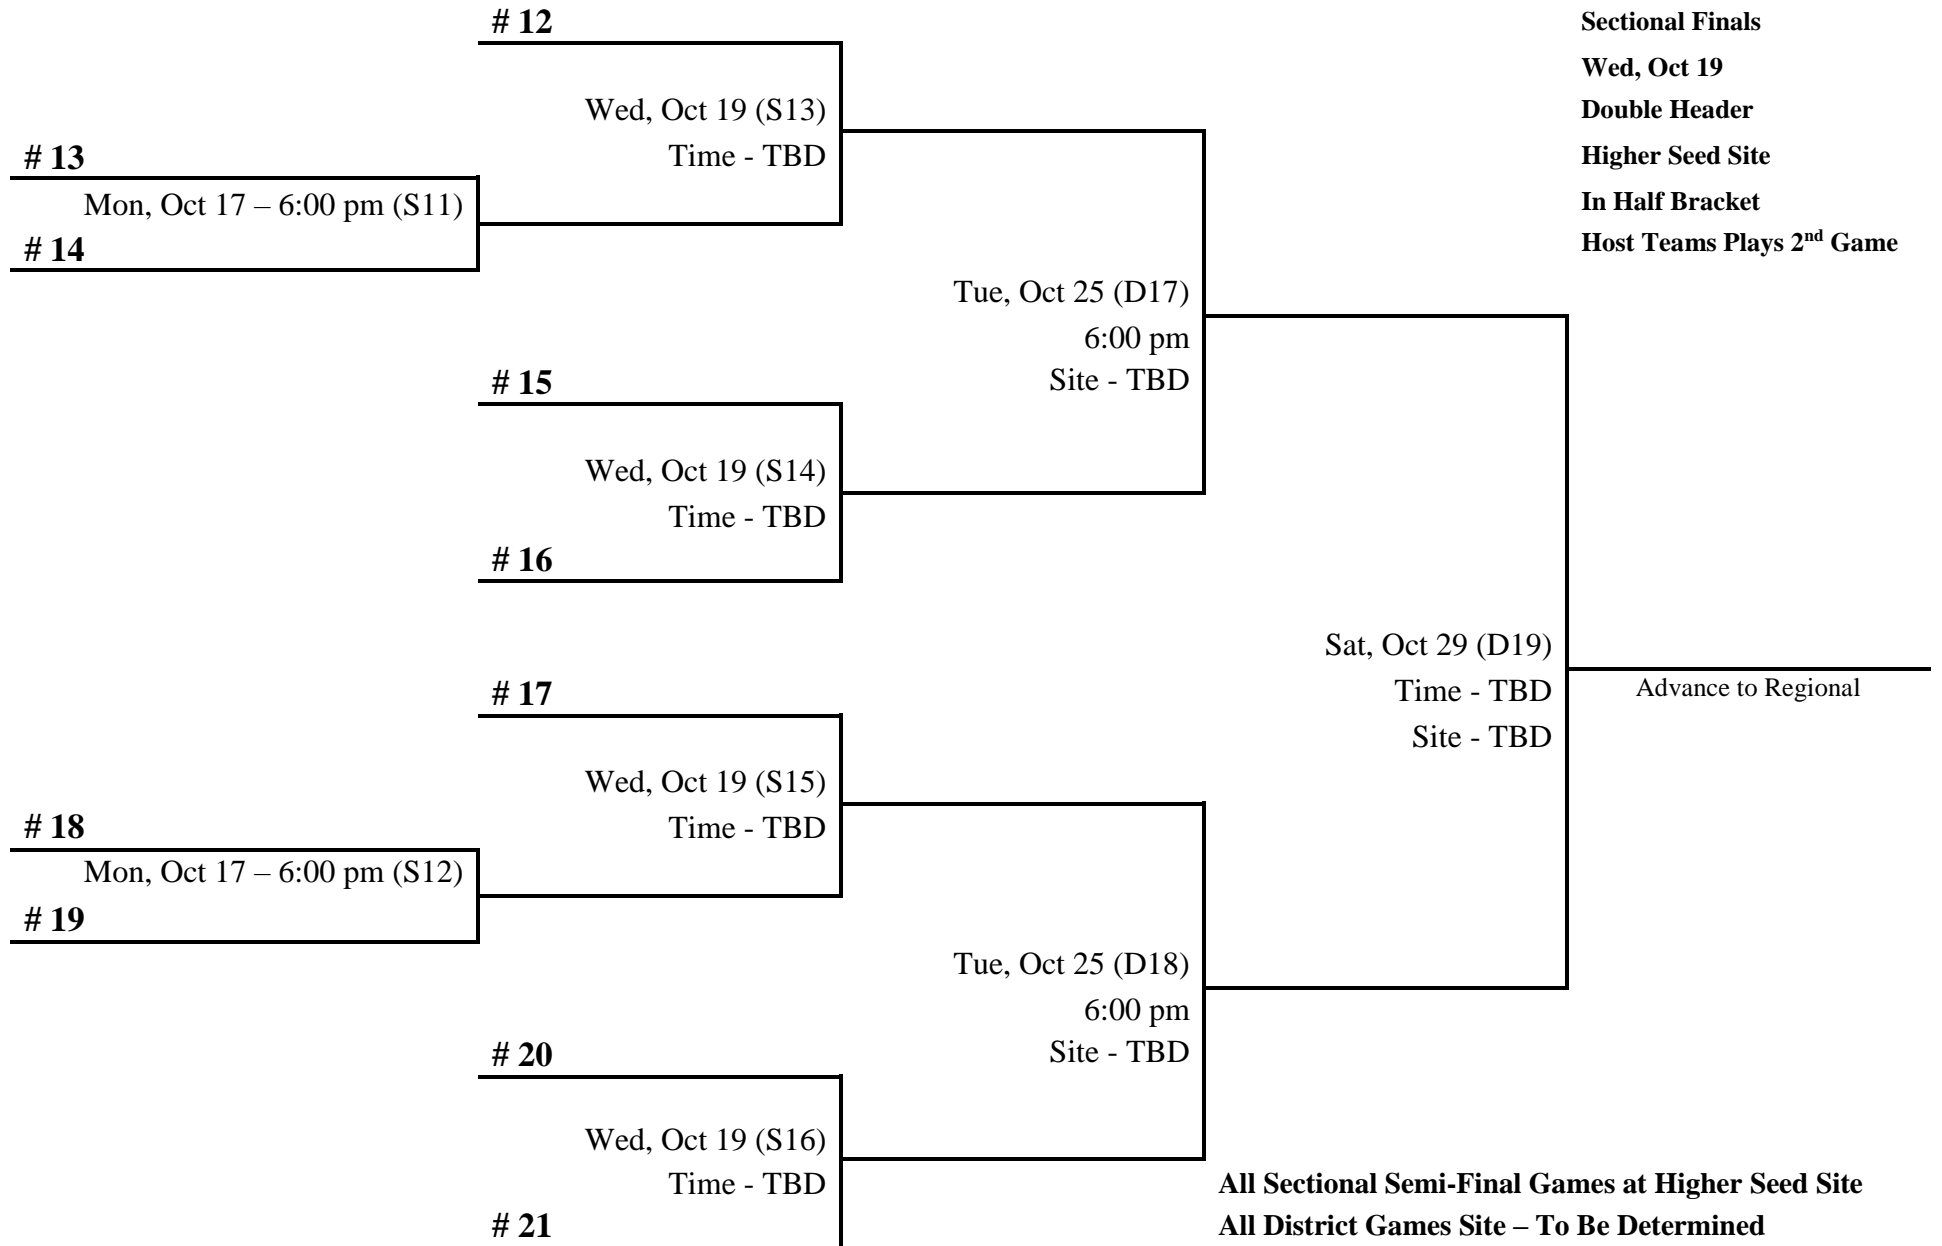 # 12
Sectional Finals
Wed, Oct 19
Double Header
Higher Seed Site
In Half Bracket
Host Teams Plays 2nd Game
Wed, Oct 19 (S13)
Time - TBD
# 13
Mon, Oct 17 – 6:00 pm (S11)
# 14
Tue, Oct 25 (D17)
6:00 pm
Site - TBD
# 15
Wed, Oct 19 (S14)
Time - TBD
# 16
Sat, Oct 29 (D19)
Time - TBD
Site - TBD
Advance to Regional
# 17
Wed, Oct 19 (S15)
Time - TBD
# 18
Mon, Oct 17 – 6:00 pm (S12)
# 19
Tue, Oct 25 (D18)
6:00 pm
Site - TBD
# 20
Wed, Oct 19 (S16)
Time - TBD
# 21
All Sectional Semi-Final Games at Higher Seed Site
All District Games Site – To Be Determined